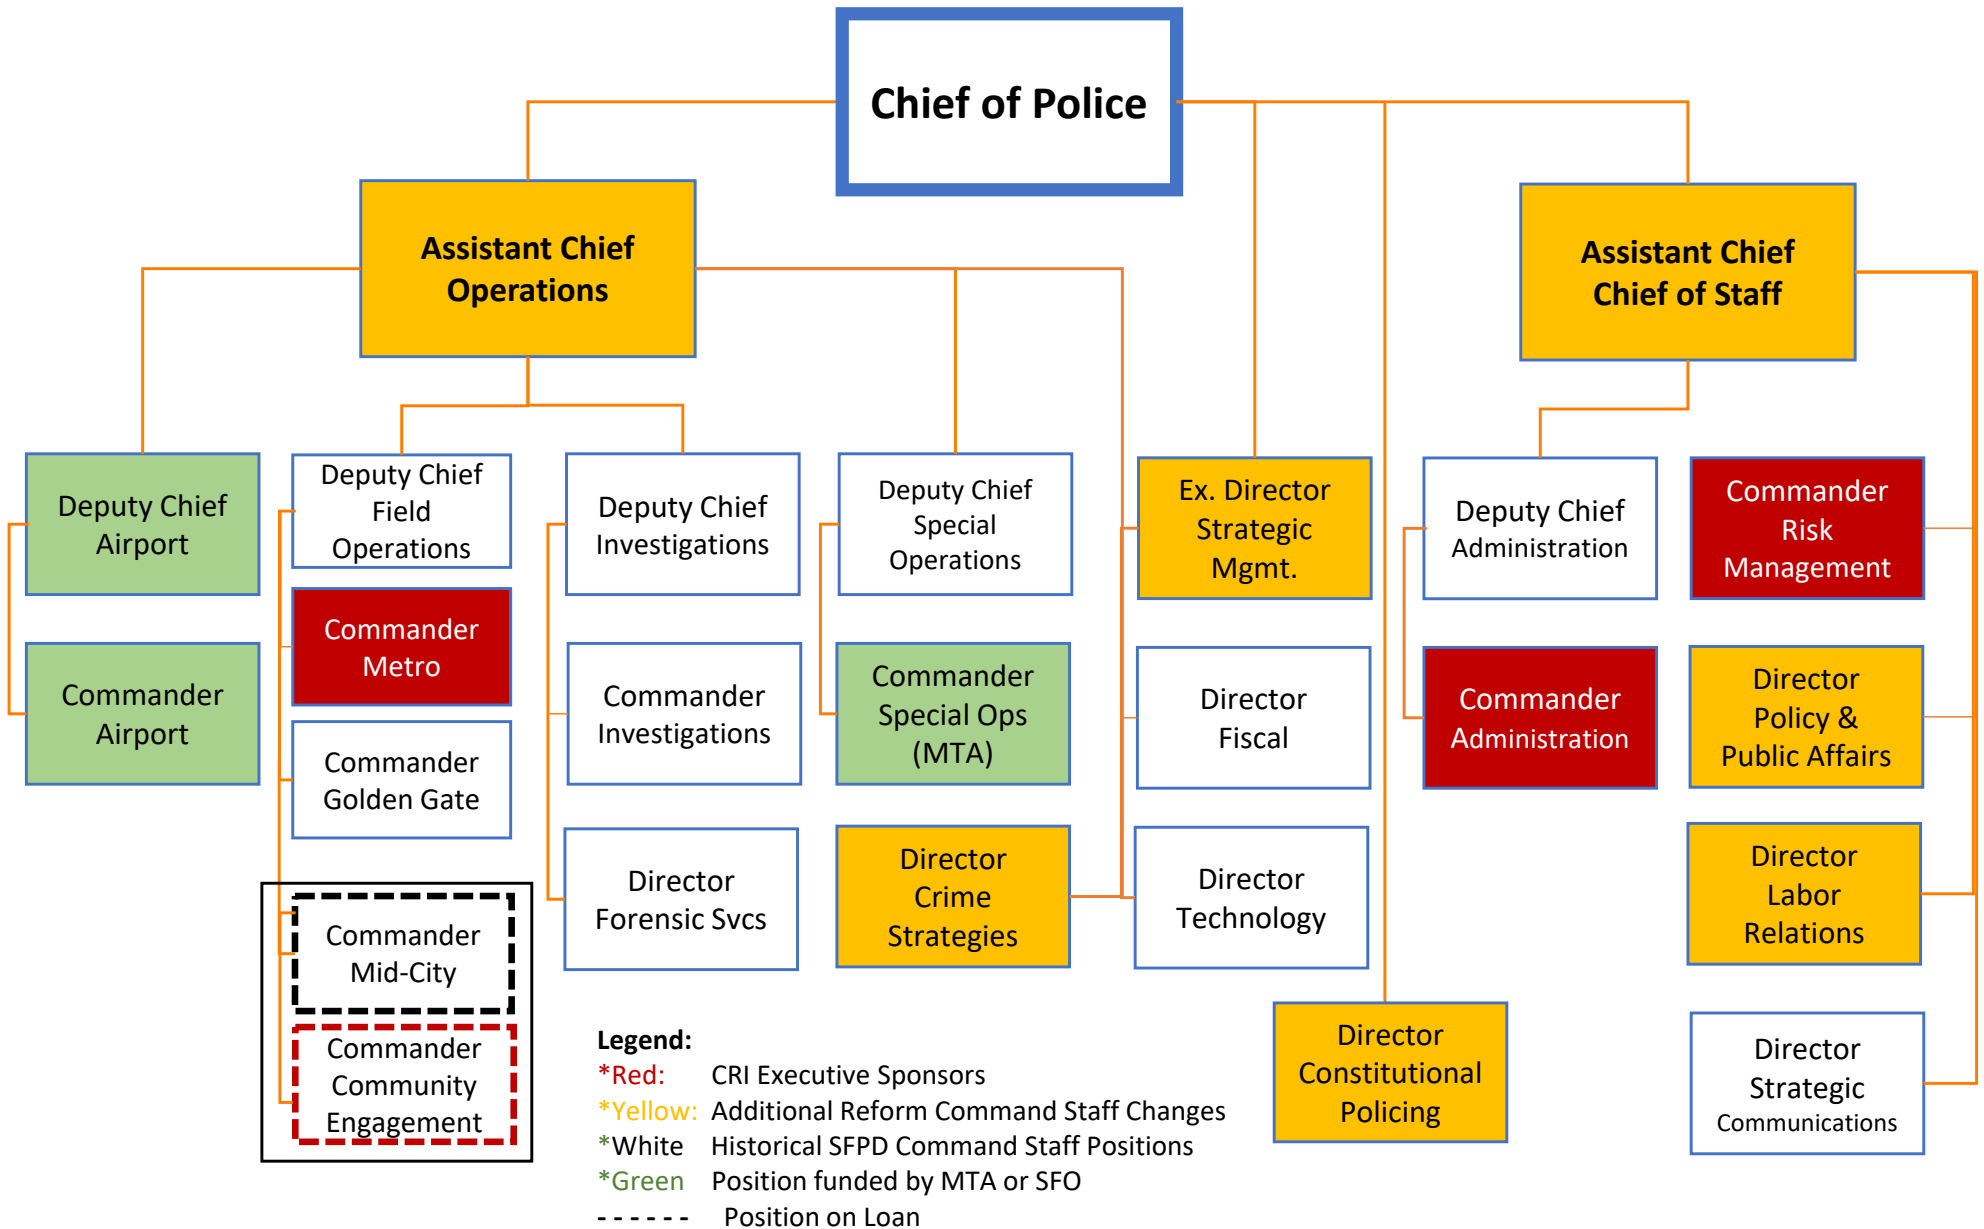 Chief of Police
Assistant Chief
Operations
Assistant Chief
Chief of Staff
Deputy Chief
Airport
Deputy Chief
Field
Operations
Deputy Chief
Investigations
Deputy Chief
Special
Operations
Ex. Director
Strategic
Mgmt.
Deputy Chief
Administration
Commander
Risk
Management
Commander
Airport
Commander
Metro
Commander
Golden Gate
Commander
Investigations
Commander
Special Ops
(MTA)
Director
Fiscal
Commander
Administration
Director
Policy &
Public Affairs
Commander
Mid-City
Commander
Community
Engagement
Director
Forensic Svcs
Director
Crime
Strategies
Director
Technology
Director
Labor
Relations
Director
Constitutional
Policing
Director
Strategic
Communications
Legend:
*Red: CRI Executive Sponsors
*Yellow: Additional Reform Command Staff Changes
*White Historical SFPD Command Staff Positions
*Green Position funded by MTA or SFO
- - - - - - Position on Loan